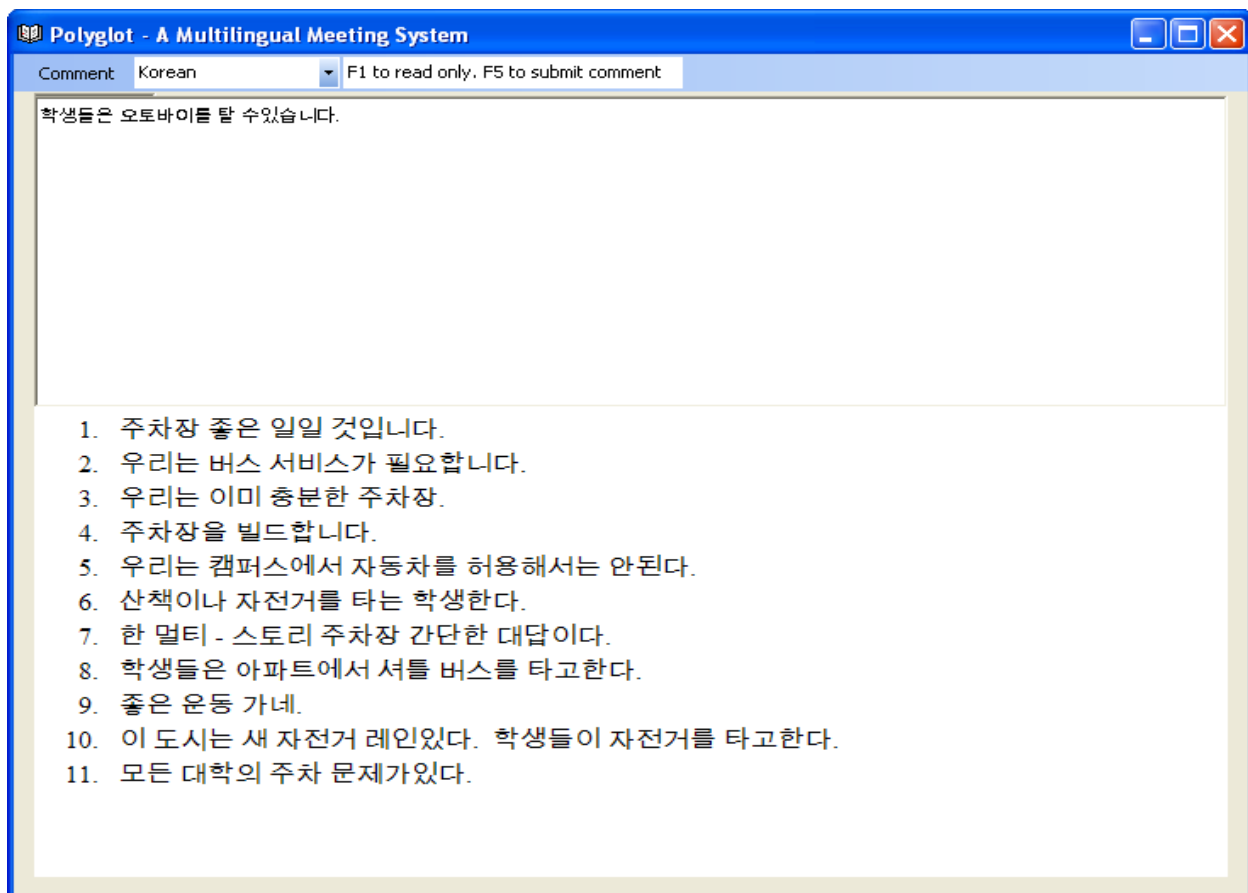 Polyglot - A Multilingual Meeting System
Comment Korean F1 to read only, F5 to submit comment
학생들은 오토바이를 탈 수있습니다.
1. 주차장 좋은 일일 것입니다.
2. 우리는 버스 서비스가 필요합니다.
3. 우리는 이미 충분한 주차장.
4. 주차장을 빌드합니다.
5. 우리는 캠퍼스에서 자동차를 허용해서는 안된다.
6. 산책이나 자전거를 타는 학생한다.
7. 한 멀티 - 스토리 주차장 간단한 대답이다.
8. 학생들은 아파트에서 셔틀 버스를 타고한다.
9. 좋은 운동 가네.
10. 이 도시는 새 자전거 레인있다. 학생들이 자전거를 타고한다.
11. 모든 대학의 주차 문제가있다.